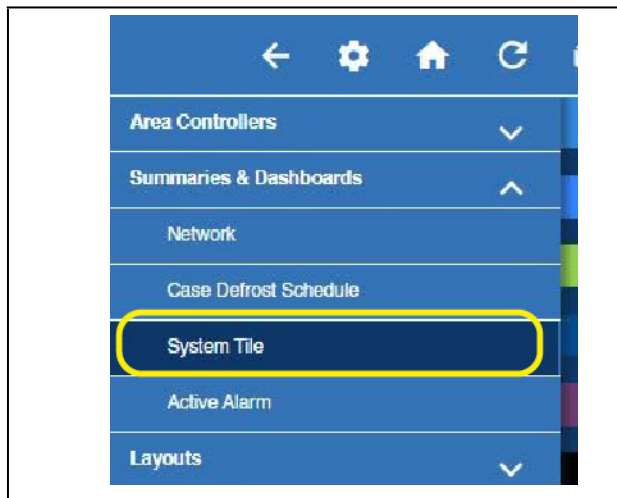 Area Controllers
Summaries & Dashboards
Network
Case Defrost Schedule
System Tile
Active Alarm
Layouts